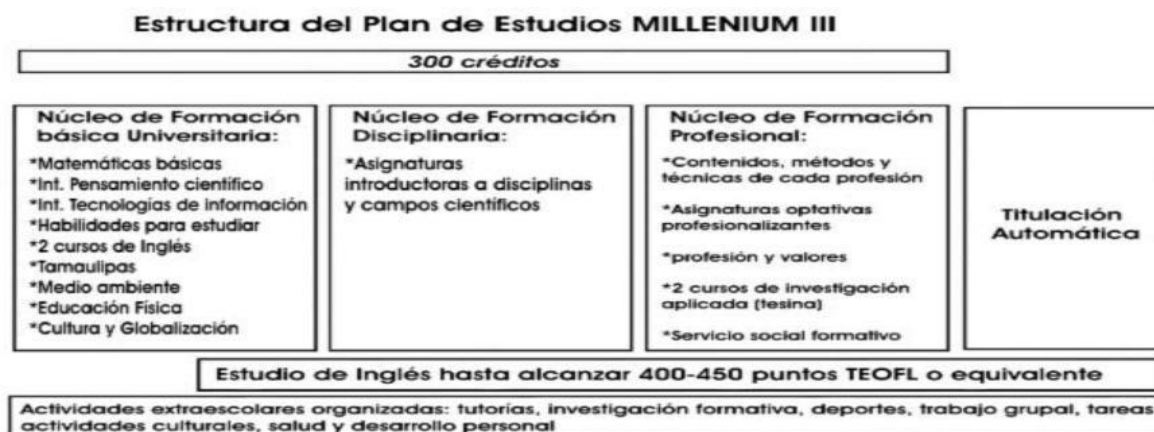 Estructura del Plan de Estudios MILLENIUM III
300 créditos
Núcleo de Formación
básica Universitaria:
*Matemáticas básicas
*Int. Pensamiento científico
*Int. Tecnologías de información
*Habilidades para estudiar
*2 cursos de Inglés
*Tamaulipas
*Medio ambiente
*Educación Física
*Cultura y Globalización
Núcleo de Formación
Disciplinaria:
*Asignaturas
introductoras a disciplinas
y campos científicos
Núcleo de Formación
Profesional:
*Contenidos, métodos y
técnicas de cada profesión
*Asignaturas optativas
profesionalizantes
*profesión y valores
*2 cursos de investigación
aplicada (tesina)
*Servicio social formativo
Titulación
Automática
Estudio de Inglés hasta alcanzar 400-450 puntos TEOFL o equivalente
Actividades extraescolares organizadas: tutorías, investigación formativa, deportes, trabajo grupal, tareas
actividades culturales, salud y desarrollo personal